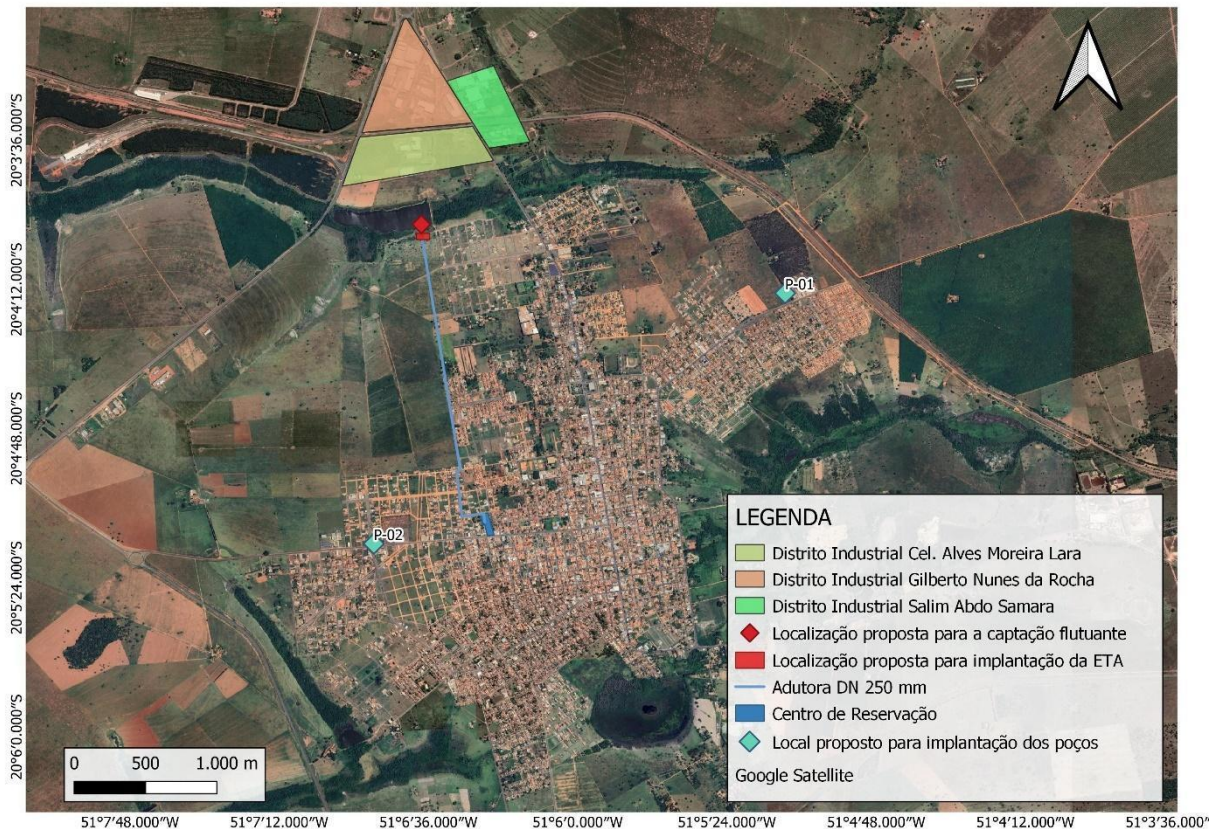 P-01
P-02
LEGENDA
Distrito Industrial Cel. Alves Moreira Lara
Distrito Industrial Gilberto Nunes da Rocha
Distrito Industrial Salim Abdo Samara
Localização proposta para a captação flutuante
Localização proposta para implantação da ETA
Adutora DN 250 mm
Centro de Reservação
Local proposto para implantação dos poços
Google Satellite
0 500 1.000 m
20°3'36.000"S
20°4'12.000"S
20°4'48.000"S
20°5'24.000"S
20°6'0.000"S
51°7'48.000"W 51°7'12.000"W 51°6'36.000"W 51°6'0.000"W 51°5'24.000"W 51°4'48.000"W 51°4'12.000"W 51°3'36.000"W